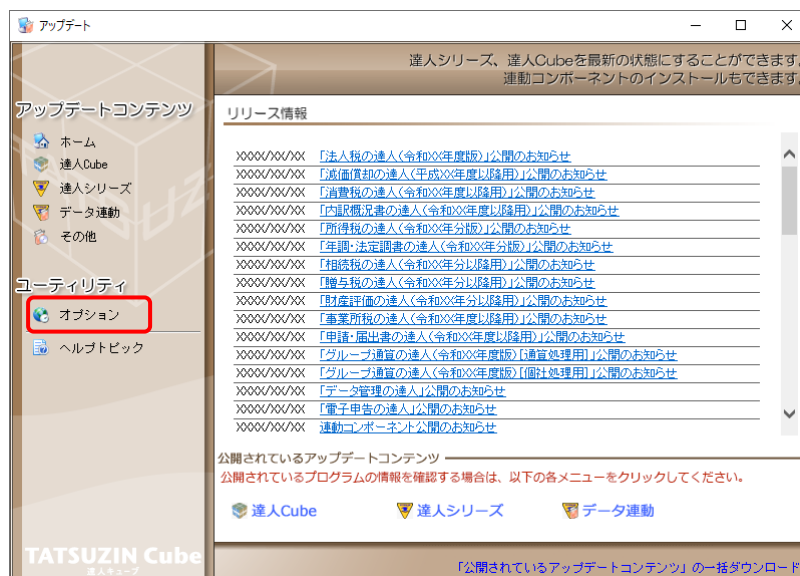 アップデート
達人シリーズ、達人Cubeを最新の状態にすることができます。
連動コンポーネントのインストールもできます。
アップデートコンテンツ
ホーム
達人Cube
達人シリーズ
データ連動
その他
ユーティリティ
オプション
ヘルプトピック
リリース情報
XXXX/XX/XX 「法人税の達人(令和XX年度版)」公開のお知らせ
XXXX/XX/XX 「減価償却の達人(平成XX年度以降用)」公開のお知らせ
XXXX/XX/XX 「消費税の達人(令和XX年度以降用)」公開のお知らせ
XXXX/XX/XX 「内訳概況書の達人(令和XX年度以降用)」公開のお知らせ
XXXX/XX/XX 「所得税の達人(令和XX年分版)」公開のお知らせ
XXXX/XX/XX 「年調・法定調書の達人(令和XX年分版)」公開のお知らせ
XXXX/XX/XX 「相続税の達人(令和XX年分以降用)」公開のお知らせ
XXXX/XX/XX 「贈与税の達人(令和XX年分以降用)」公開のお知らせ
XXXX/XX/XX 「財産評価の達人(令和XX年分以降用)」公開のお知らせ
XXXX/XX/XX 「事業所税の達人(令和XX年度以降用)」公開のお知らせ
XXXX/XX/XX 「申請・届出書の達人(令和XX年度以降用)」公開のお知らせ
XXXX/XX/XX 「グループ通算の達人(令和XX年度版)[通算処理用]」公開のお知らせ
XXXX/XX/XX 「グループ通算の達人(令和XX年度版)[個社処理用]」公開のお知らせ
XXXX/XX/XX 「データ管理の達人」公開のお知らせ
XXXX/XX/XX 「電子申告の達人」公開のお知らせ
XXXX/XX/XX 連動コンポーネント公開のお知らせ
公開されているアップデートコンテンツ
公開されているプログラムの情報を確認する場合は、以下の各メニューをクリックしてください。
達人Cube
達人シリーズ
データ連動
TATSUZIN Cube
達人キューブ
「公開されているアップデートコンテンツ」の一括ダウンロード